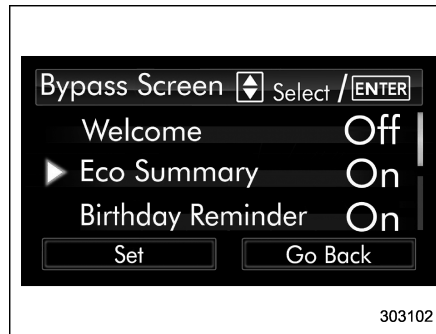 Bypass Screen Select / ENTER
Welcome Off
Eco Summary On
Birthday Reminder On
Set Go Back
303102